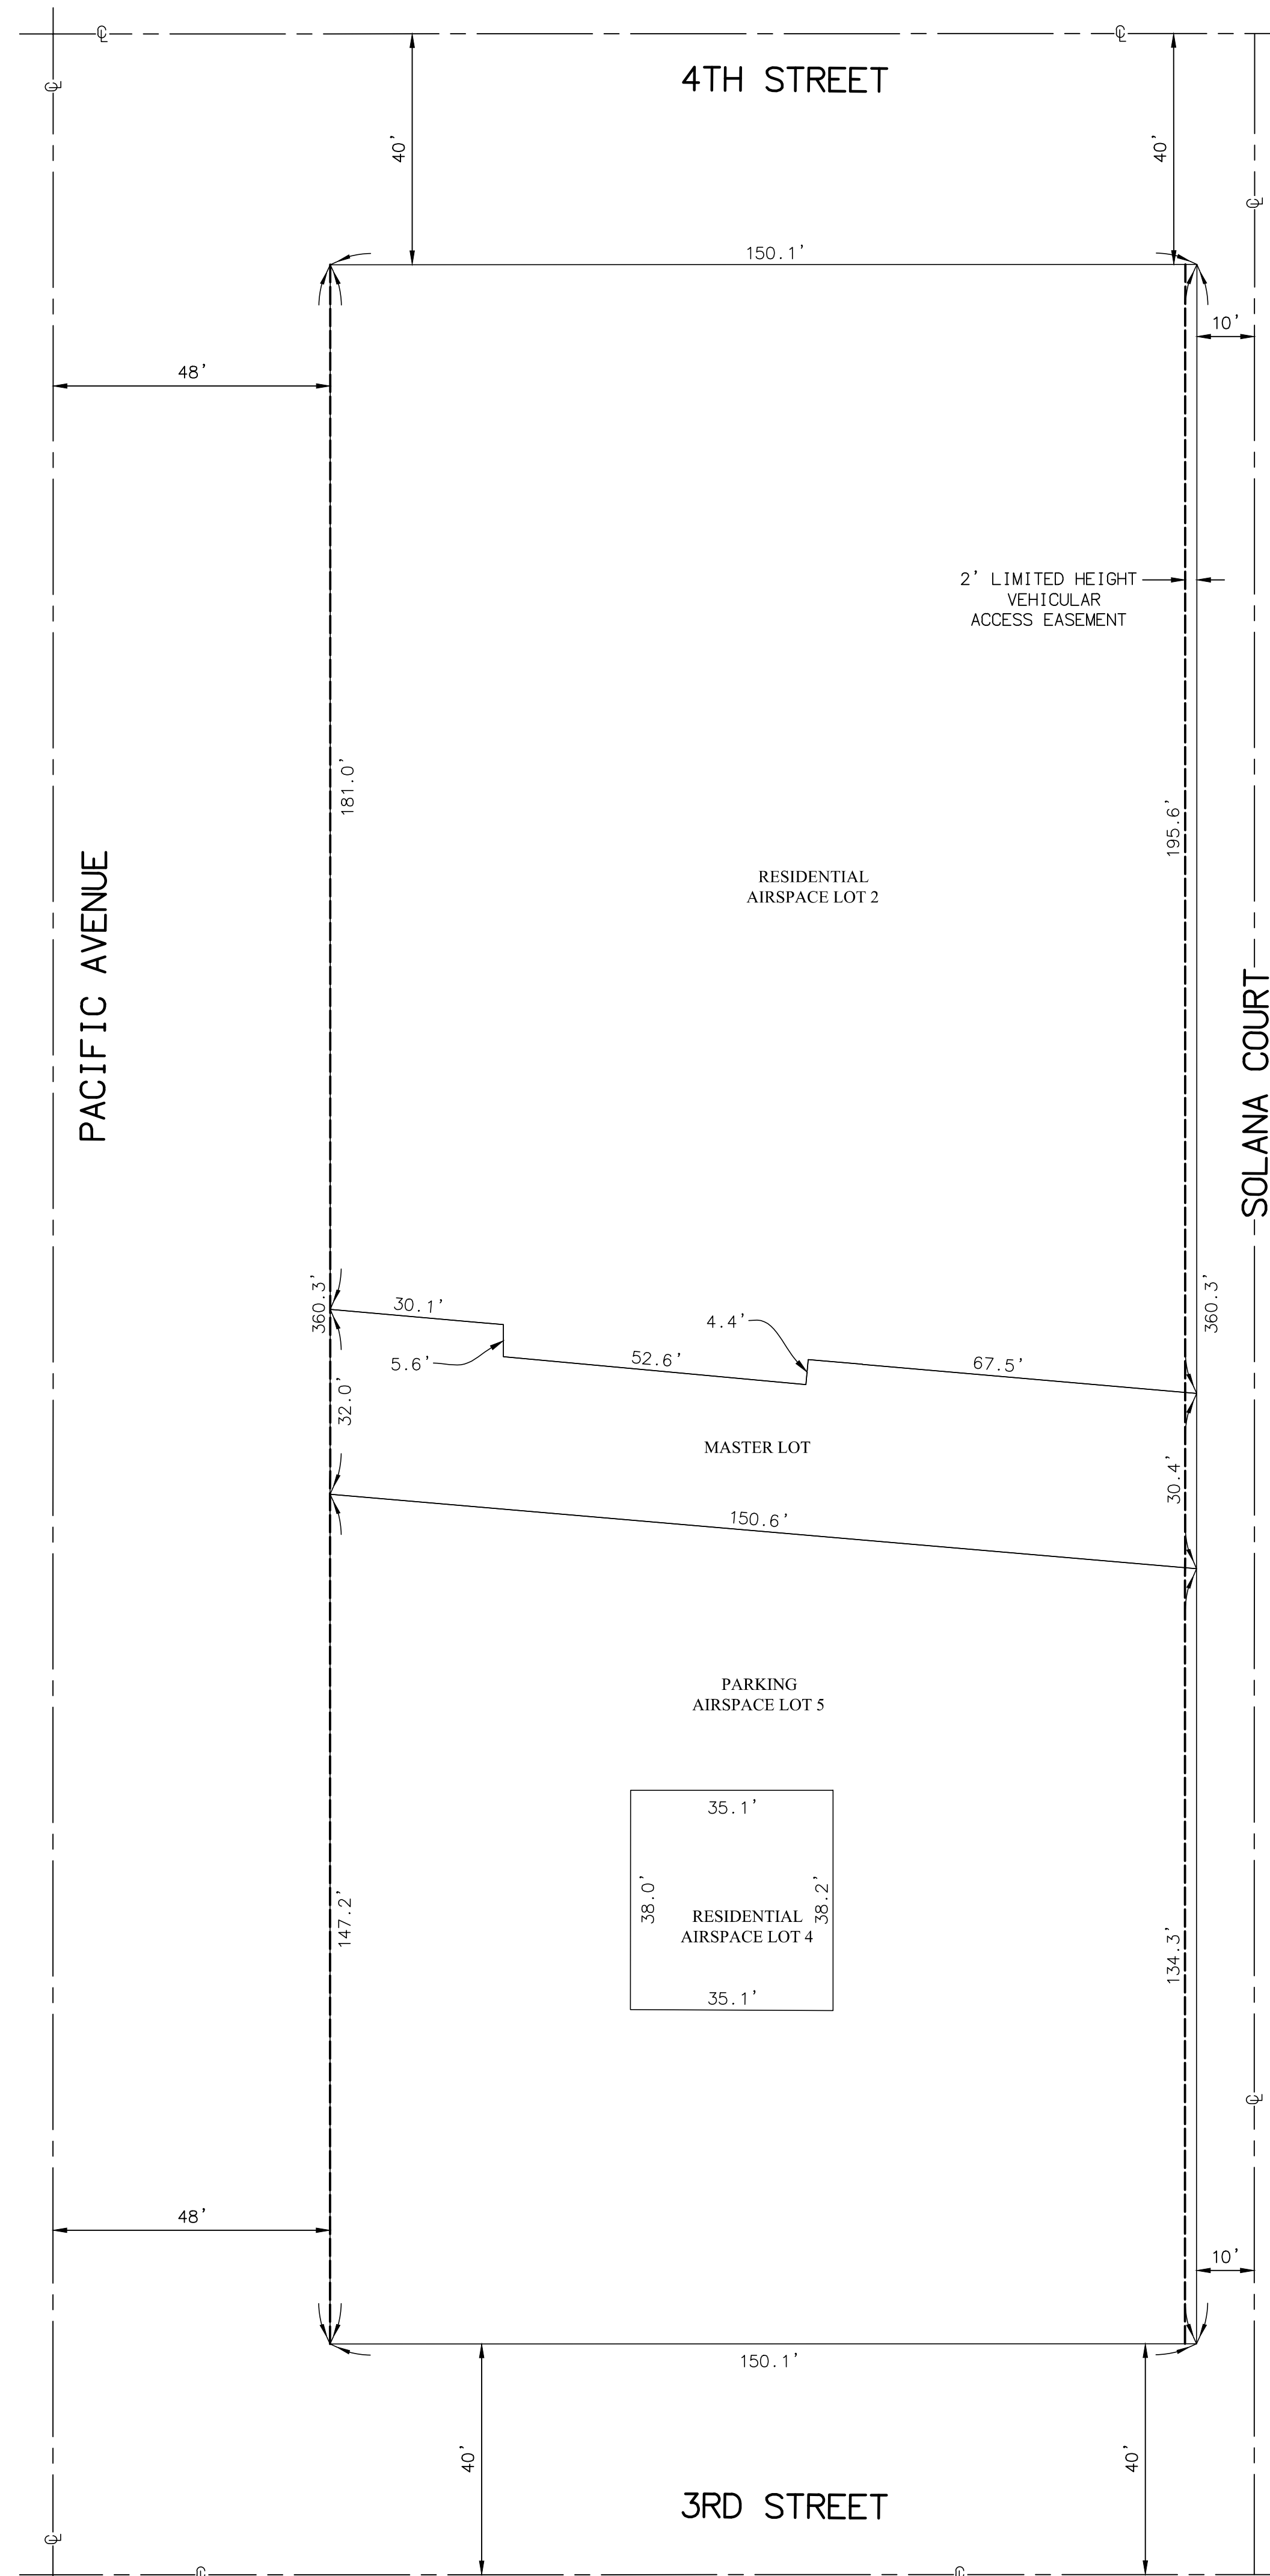 4TH STREET
40'
40'
150.1'
10'
48'
2' LIMITED HEIGHT
VEHICULAR
ACCESS EASEMENT
181.0'
195.6'
PACIFIC AVENUE
RESIDENTIAL
AIRSPACE LOT 2
SOLANA COURT
360.3'
30.1'
4.4'
360.3'
5.6'
52.6'
67.5'
32.0'
MASTER LOT
30.4'
150.6'
PARKING
AIRSPACE LOT 5
35.1'
147.2'
38.0'
38.2'
RESIDENTIAL
AIRSPACE LOT 4
134.3'
35.1'
48'
10'
150.1'
40'
40'
3RD STREET